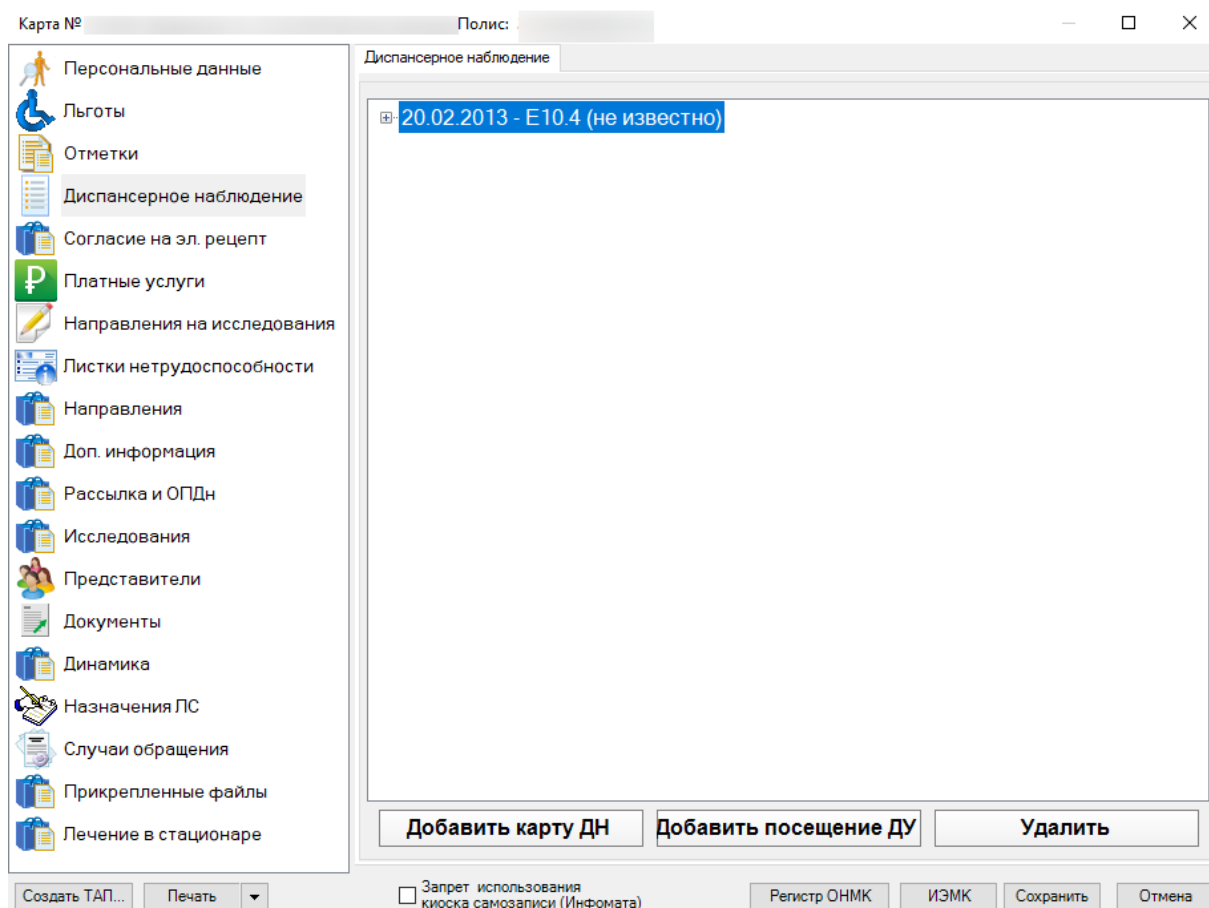 Карта №
Полис:
Персональные данные
Льготы
Отметки
Диспансерное наблюдение
Согласие на эл. рецепт
Платные услуги
Направления на исследования
Листки нетрудоспособности
Направления
Доп. информация
Рассылка и ОПДн
Исследования
Представители
Документы
Динамика
Назначения ЛС
Случаи обращения
Прикрепленные файлы
Лечение в стационаре
Диспансерное наблюдение
20.02.2013 - E10.4 (не известно)
Добавить карту ДН
Добавить посещение ДУ
Удалить
Создать ТАП...
Печать
Запрет использования
киоска самозаписи (Инфомата)
Регистр ОНМК
ИЭМК
Сохранить
Отмена